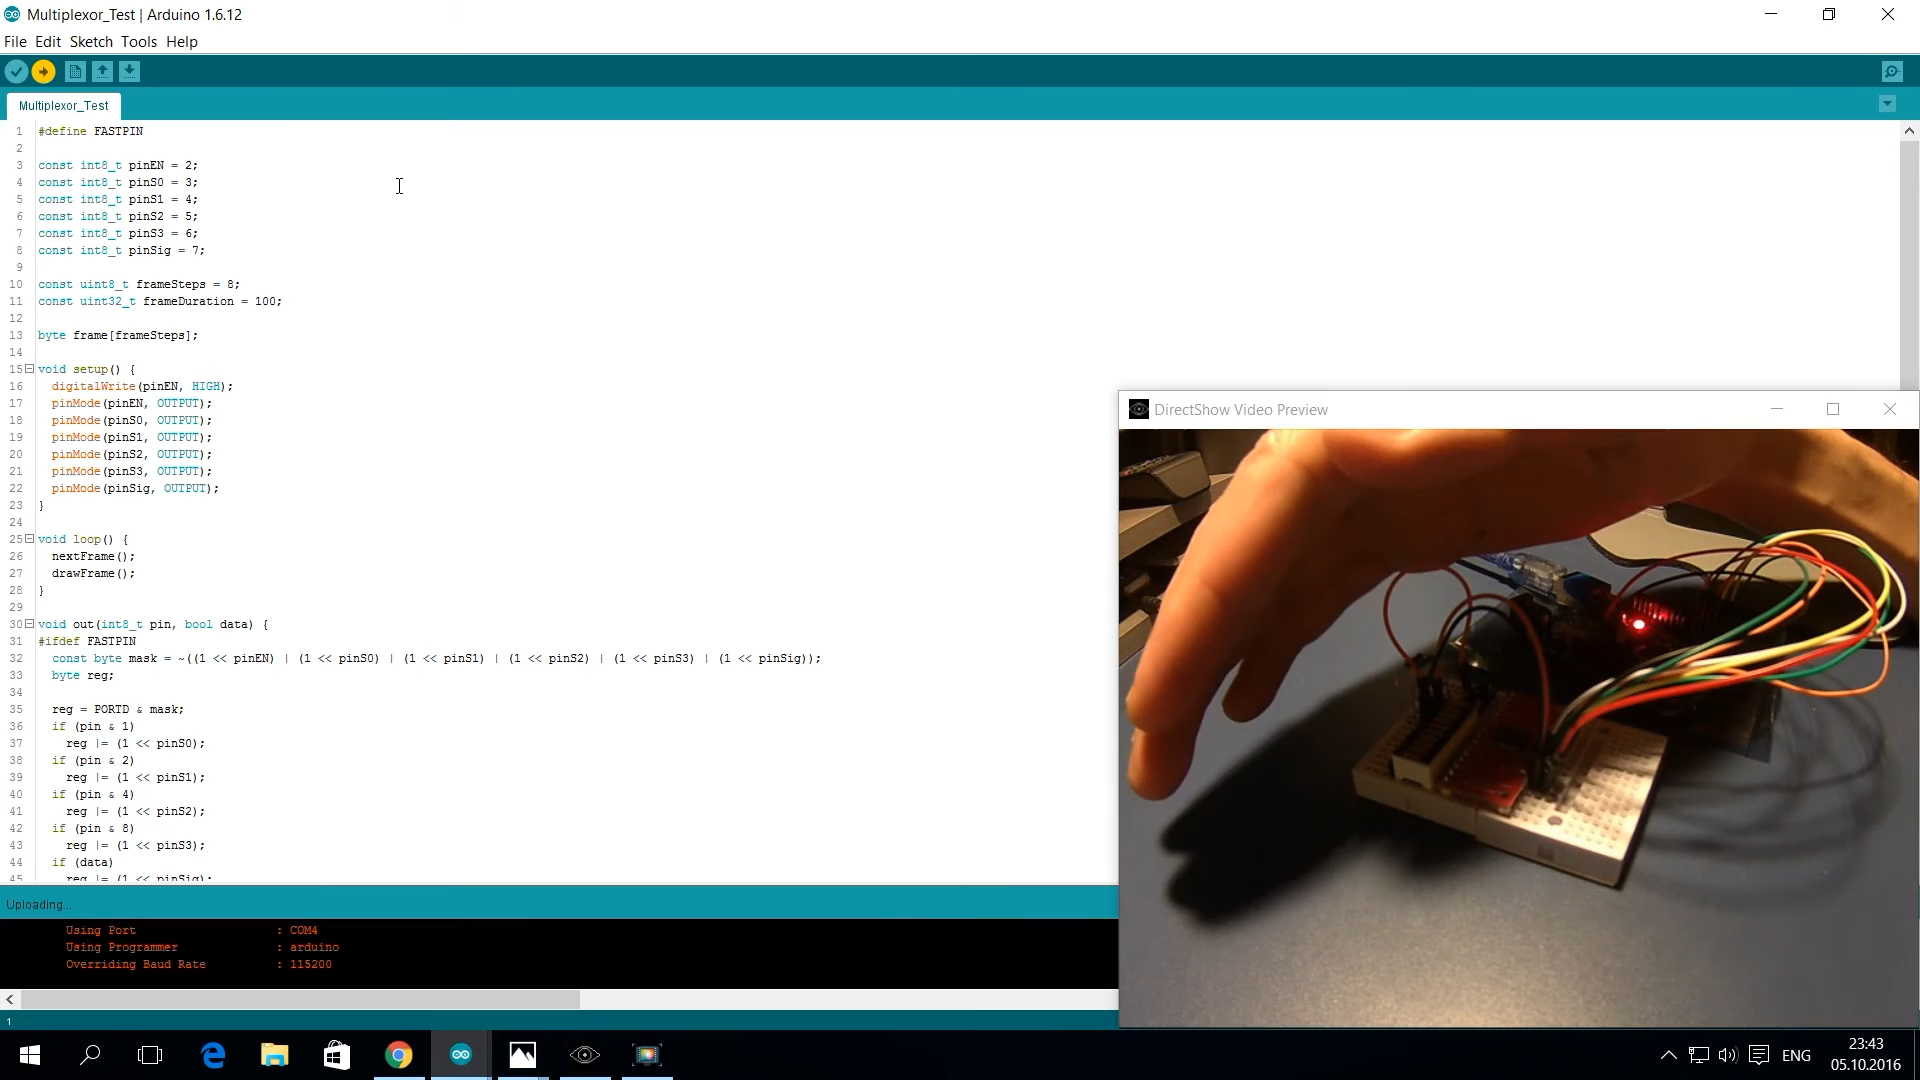 Multiplexor_Test | Arduino 1.6.12
File Edit Sketch Tools Help
Multiplexor_Test
1 #define FASTPIN
2
3 const int8_t pinEN = 2;
4 const int8_t pinS0 = 3;
5 const int8_t pinS1 = 4;
6 const int8_t pinS2 = 5;
7 const int8_t pinS3 = 6;
8 const int8_t pinSig = 7;
9
10 const uint8_t frameSteps = 8;
11 const uint32_t frameDuration = 100;
12
13 byte frame[frameSteps];
14
15 void setup() {
16 digitalWrite(pinEN, HIGH);
17 pinMode(pinEN, OUTPUT);
18 pinMode(pinS0, OUTPUT);
19 pinMode(pinS1, OUTPUT);
20 pinMode(pinS2, OUTPUT);
21 pinMode(pinS3, OUTPUT);
22 pinMode(pinSig, OUTPUT);
23 }
24
25 void loop() {
26 nextFrame();
27 drawFrame();
28 }
29
30 void out(int8_t pin, bool data) {
31 #ifdef FASTPIN
32 const byte mask = ~((1 << pinEN) | (1 << pinS0) | (1 << pinS1) | (1 << pinS2) | (1 << pinS3) | (1 << pinSig));
33 byte reg;
34
35 reg = PORTD & mask;
36 if (pin & 1)
37 reg |= (1 << pinS0);
38 if (pin & 2)
39 reg |= (1 << pinS1);
40 if (pin & 4)
41 reg |= (1 << pinS2);
42 if (pin & 8)
43 reg |= (1 << pinS3);
44 if (data)
45 reg |= (1 << pinSig);
DirectShow Video Preview
Uploading...
Using Port : COM4
Using Programmer : arduino
Overriding Baud Rate : 115200
1
ENG
23:43
05.10.2016